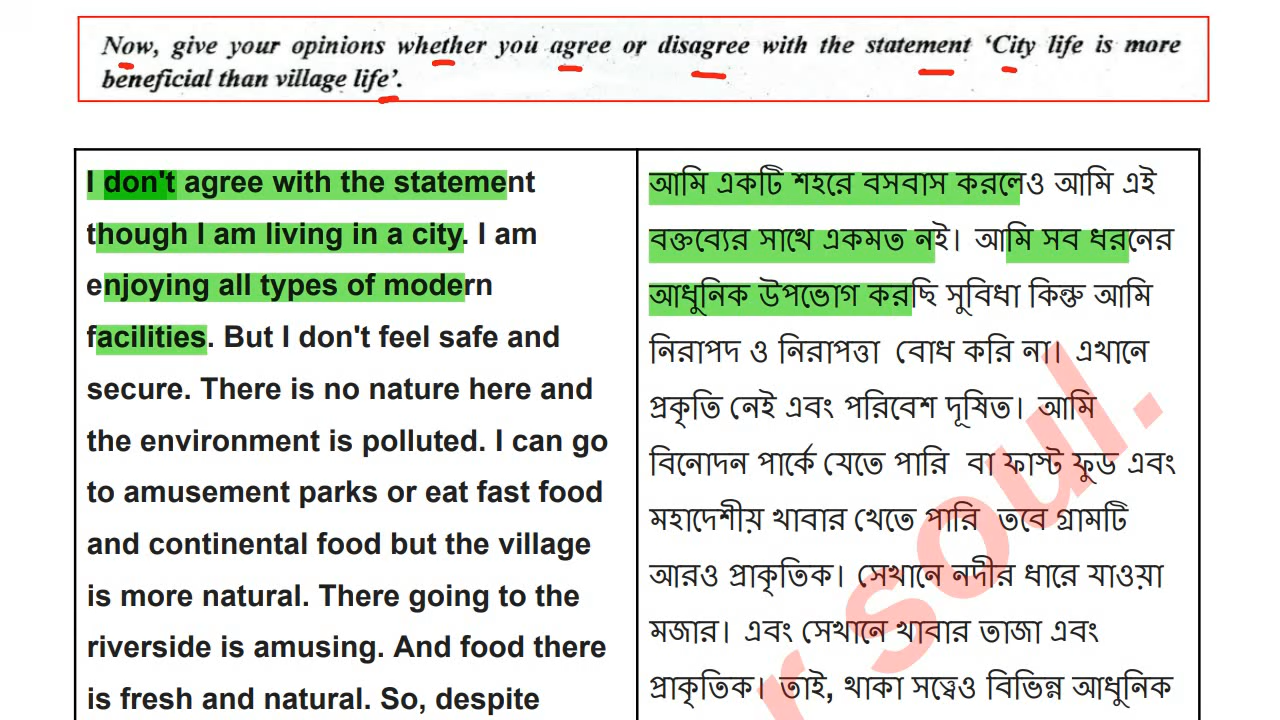 Now, give your opinions whether you agree or disagree with the statement ‘City life is more
beneficial than village life’.
I don't agree with the statement
though I am living in a city. I am
enjoying all types of modern
facilities. But I don't feel safe and
secure. There is no nature here and
the environment is polluted. I can go
to amusement parks or eat fast food
and continental food but the village
is more natural. There going to the
riverside is amusing. And food there
is fresh and natural. So, despite
আমি একটি শহরে বসবাস করলেও আমি এই
বক্তব্যের সাথে একমত নই। আমি সব ধরনের
আধুনিক উপভোগ করছি সুবিধা কিন্তু আমি
নিরাপদ ও নিরাপত্তা বোধ করি না। এখানে
প্রকৃতি নেই এবং পরিবেশ দূষিত। আমি
বিনোদন পার্কে যেতে পারি বা ফাস্ট ফুড এবং
মহাদেশীয় খাবার খেতে পারি তবে গ্রামটি
আরও প্রাকৃতিক। সেখানে নদীর ধারে যাওয়া
মজার। এবং সেখানে খাবার তাজা এবং
প্রাকৃতিক। তাই, থাকা সত্ত্বেও বিভিন্ন আধুনিক
r soul.